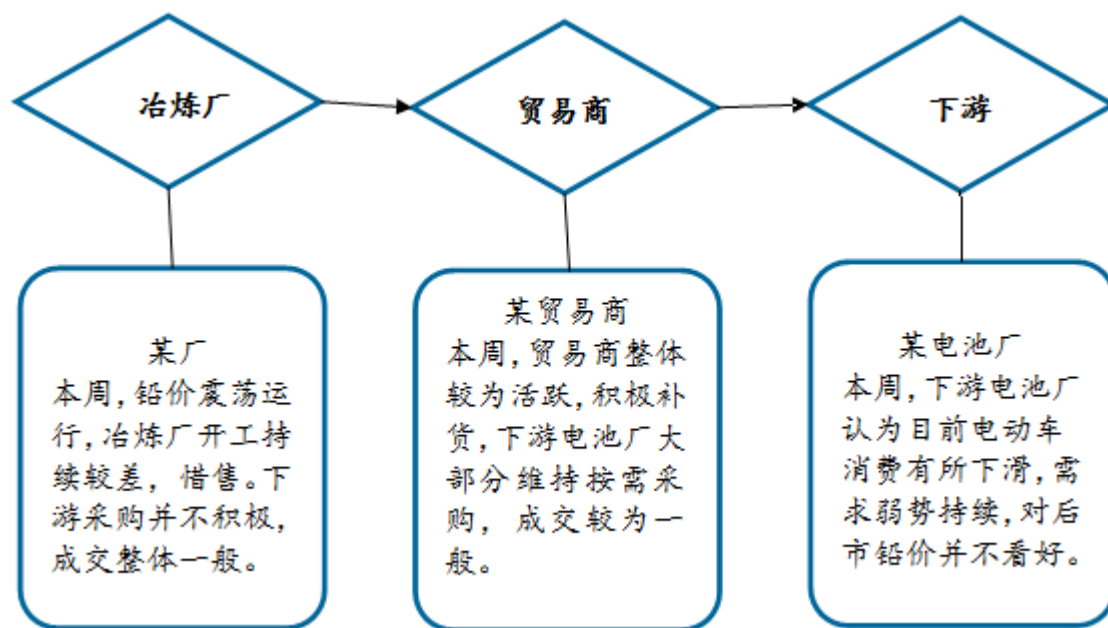 冶炼厂
贸易商
下游
某厂
本周,铅价震荡运
行,冶炼厂开工持
续较差，惜售。下
游采购并不积极,
成交整体一般。
某贸易商
本周,贸易商整体
较为活跃,积极补
货,下游电池厂大
部分维持按需采
购，成交较为一
般。
某电池厂
本周,下游电池厂
认为目前电动车
消费有所下滑,需
求弱势持续,对后
市铅价并不看好。